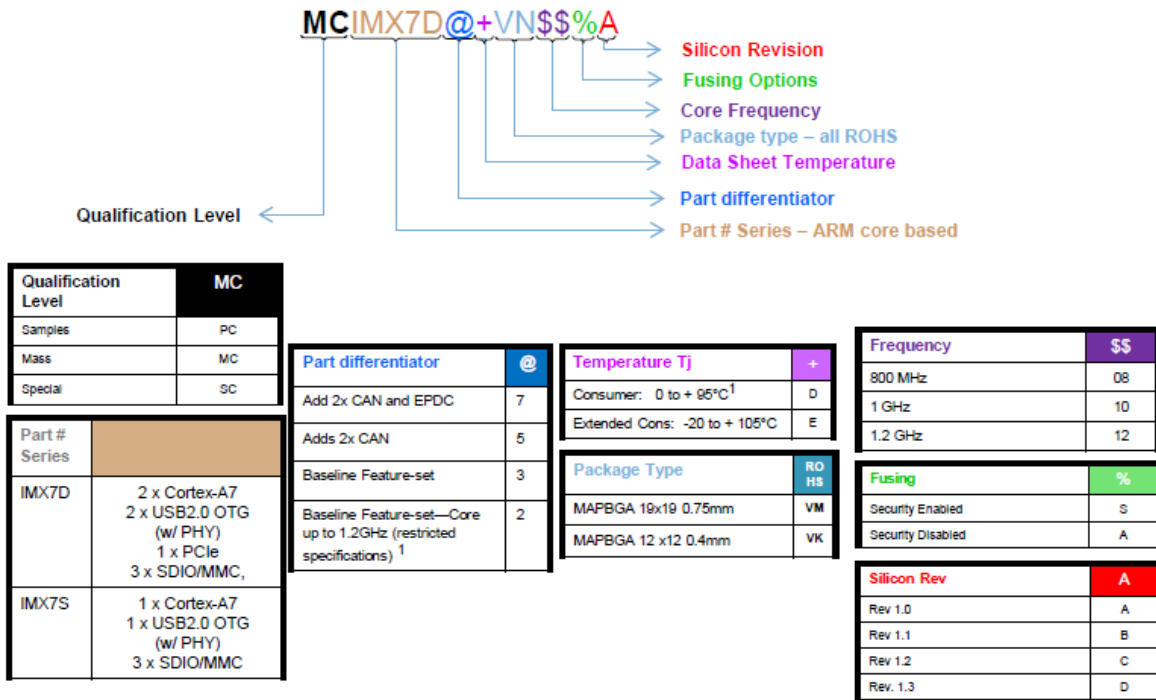 MCIMX7D@+VN$$%A
Silicon Revision
Fusing Options
Core Frequency
Package type – all ROHS
Data Sheet Temperature
Part differentiator
Qualification Level
Part # Series – ARM core based
Qualification Level MC
Samples PC
Mass MC
Special SC
Part # Series
IMX7D 2 x Cortex-A7
2 x USB2.0 OTG
(w/ PHY)
1 x PCIe
3 x SDIO/MMC,
IMX7S 1 x Cortex-A7
1 x USB2.0 OTG
(w/ PHY)
3 x SDIO/MMC
Part differentiator @
Add 2x CAN and EPDC 7
Adds 2x CAN 5
Baseline Feature-set 3
Baseline Feature-set—Core 2
up to 1.2GHz (restricted
specifications) 1
Temperature Tj +
Consumer: 0 to + 95°C1 D
Extended Cons: -20 to + 105°C E
Package Type RO HS
MAPBGA 19x19 0.75mm VM
MAPBGA 12 x12 0.4mm VK
Frequency $$
800 MHz 08
1 GHz 10
1.2 GHz 12
Fusing %
Security Enabled S
Security Disabled A
Silicon Rev A
Rev 1.0 A
Rev 1.1 B
Rev 1.2 C
Rev. 1.3 D